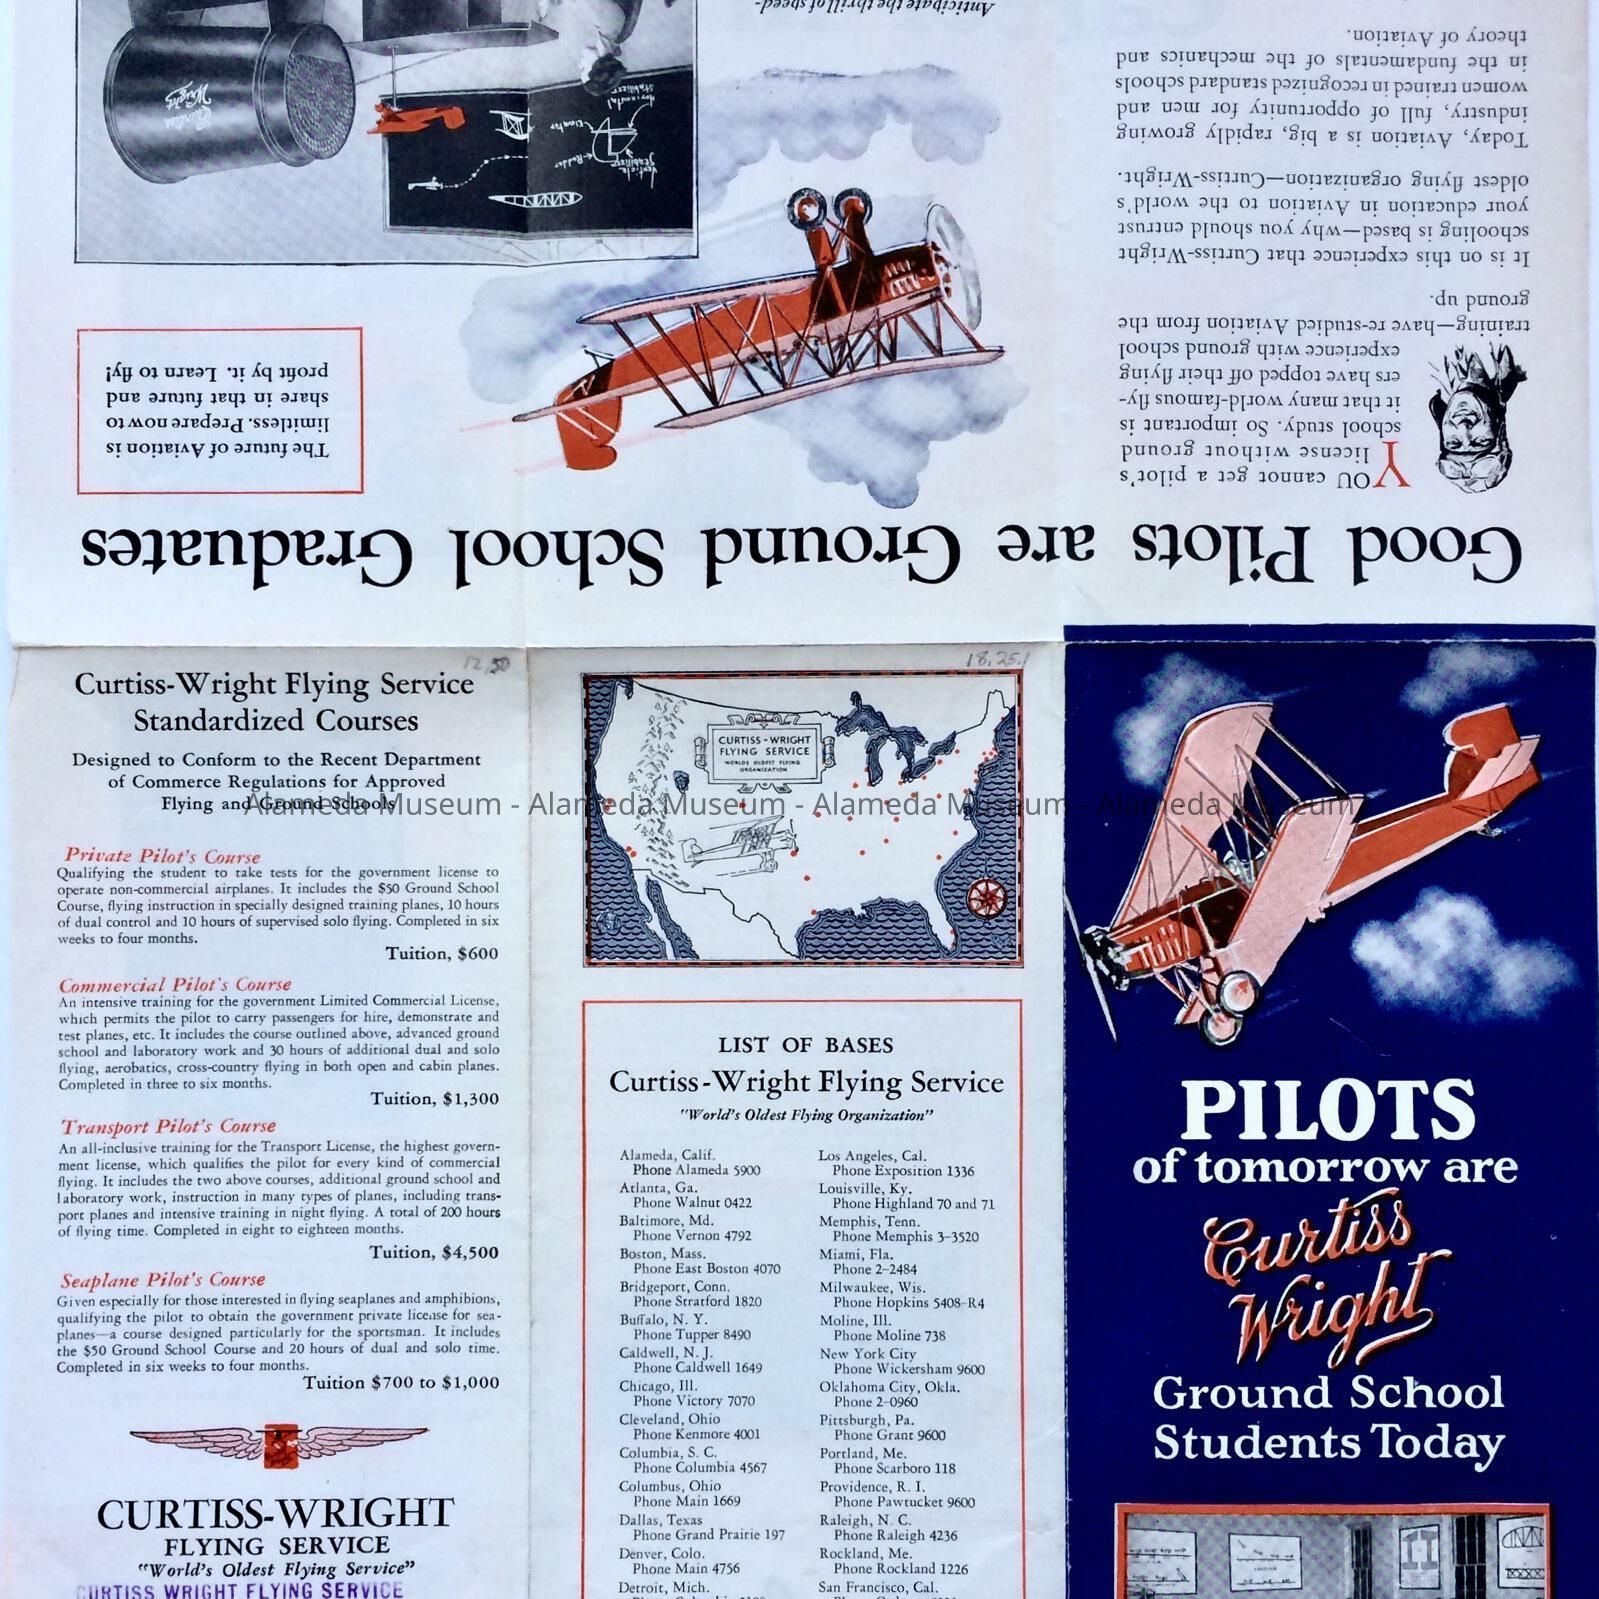 Good Pilots are Ground School Graduates
YOU cannot get a pilot's
license without ground
school study. So important is
it that many world-famous fly-
ers have topped off their flying
experience with ground school
training—have re-studied Aviation from the
ground up.
It is on this experience that Curtiss-Wright
schooling is based—why you should entrust
your education in Aviation to the world's
oldest flying organization—Curtiss-Wright.
Today, Aviation is a big, rapidly growing
industry, full of opportunity for men and
women trained in recognized standard schools
in the fundamentals of the mechanics and
theory of Aviation.
Anticipate the thrill of speed-
The future of Aviation is
limitless. Prepare now to
share in that future and
profit by it. Learn to fly!
Vertical
Stabilizer
Rudder
Elevator
Horizontal
Stabilizer
Curtiss
Wright
12,50
Curtiss-Wright Flying Service
Standardized Courses
Designed to Conform to the Recent Department
of Commerce Regulations for Approved
Flying and Ground Schools
Private Pilot's Course
Qualifying the student to take tests for the government license to
operate non-commercial airplanes. It includes the $50 Ground School
Course, flying instruction in specially designed training planes, 10 hours
of dual control and 10 hours of supervised solo flying. Completed in six
weeks to four months.
Tuition, $600
Commercial Pilot's Course
An intensive training for the government Limited Commercial License,
which permits the pilot to carry passengers for hire, demonstrate and
test planes, etc. It includes the course outlined above, advanced ground
school and laboratory work and 30 hours of additional dual and solo
flying, aerobatics, cross-country flying in both open and cabin planes.
Completed in three to six months.
Tuition, $1,300
Transport Pilot's Course
An all-inclusive training for the Transport License, the highest govern-
ment license, which qualifies the pilot for every kind of commercial
flying. It includes the two above courses, additional ground school and
laboratory work, instruction in many types of planes, including trans-
port planes and intensive training in night flying. A total of 200 hours
of flying time. Completed in eight to eighteen months.
Tuition, $4,500
Seaplane Pilot's Course
Given especially for those interested in flying seaplanes and amphibions,
qualifying the pilot to obtain the government private license for sea-
planes—a course designed particularly for the sportsman. It includes
the $50 Ground School Course and 20 hours of dual and solo time.
Completed in six weeks to four months.
Tuition $700 to $1,000
CURTISS-WRIGHT
FLYING SERVICE
"World's Oldest Flying Service"
CURTISS WRIGHT FLYING SERVICE
18.25.1
CURTISS-WRIGHT
FLYING SERVICE
WORLDS OLDEST FLYING
ORGANIZATION
LIST OF BASES
Curtiss-Wright Flying Service
"World's Oldest Flying Organization"
Alameda, Calif.
Phone Alameda 5900
Atlanta, Ga.
Phone Walnut 0422
Baltimore, Md.
Phone Vernon 4792
Boston, Mass.
Phone East Boston 4070
Bridgeport, Conn.
Phone Stratford 1820
Buffalo, N. Y.
Phone Tupper 8490
Caldwell, N. J.
Phone Caldwell 1649
Chicago, Ill.
Phone Victory 7070
Cleveland, Ohio
Phone Kenmore 4001
Columbia, S. C.
Phone Columbia 4567
Columbus, Ohio
Phone Main 1669
Dallas, Texas
Phone Grand Prairie 197
Denver, Colo.
Phone Main 4756
Detroit, Mich.
Los Angeles, Cal.
Phone Exposition 1336
Louisville, Ky.
Phone Highland 70 and 71
Memphis, Tenn.
Phone Memphis 3-3520
Miami, Fla.
Phone 2-2484
Milwaukee, Wis.
Phone Hopkins 5408-R4
Moline, Ill.
Phone Moline 738
New York City
Phone Wickersham 9600
Oklahoma City, Okla.
Phone 2-0960
Pittsburgh, Pa.
Phone Grant 9600
Portland, Me.
Phone Scarboro 118
Providence, R. I.
Phone Pawtucket 9600
Raleigh, N. C.
Phone Raleigh 4236
Rockland, Me.
Phone Rockland 1226
San Francisco, Cal.
PILOTS
of tomorrow are
Curtiss
Wright
Ground School
Students Today
Alameda Museum - Alameda Museum - Alameda Museum - Alameda Museum